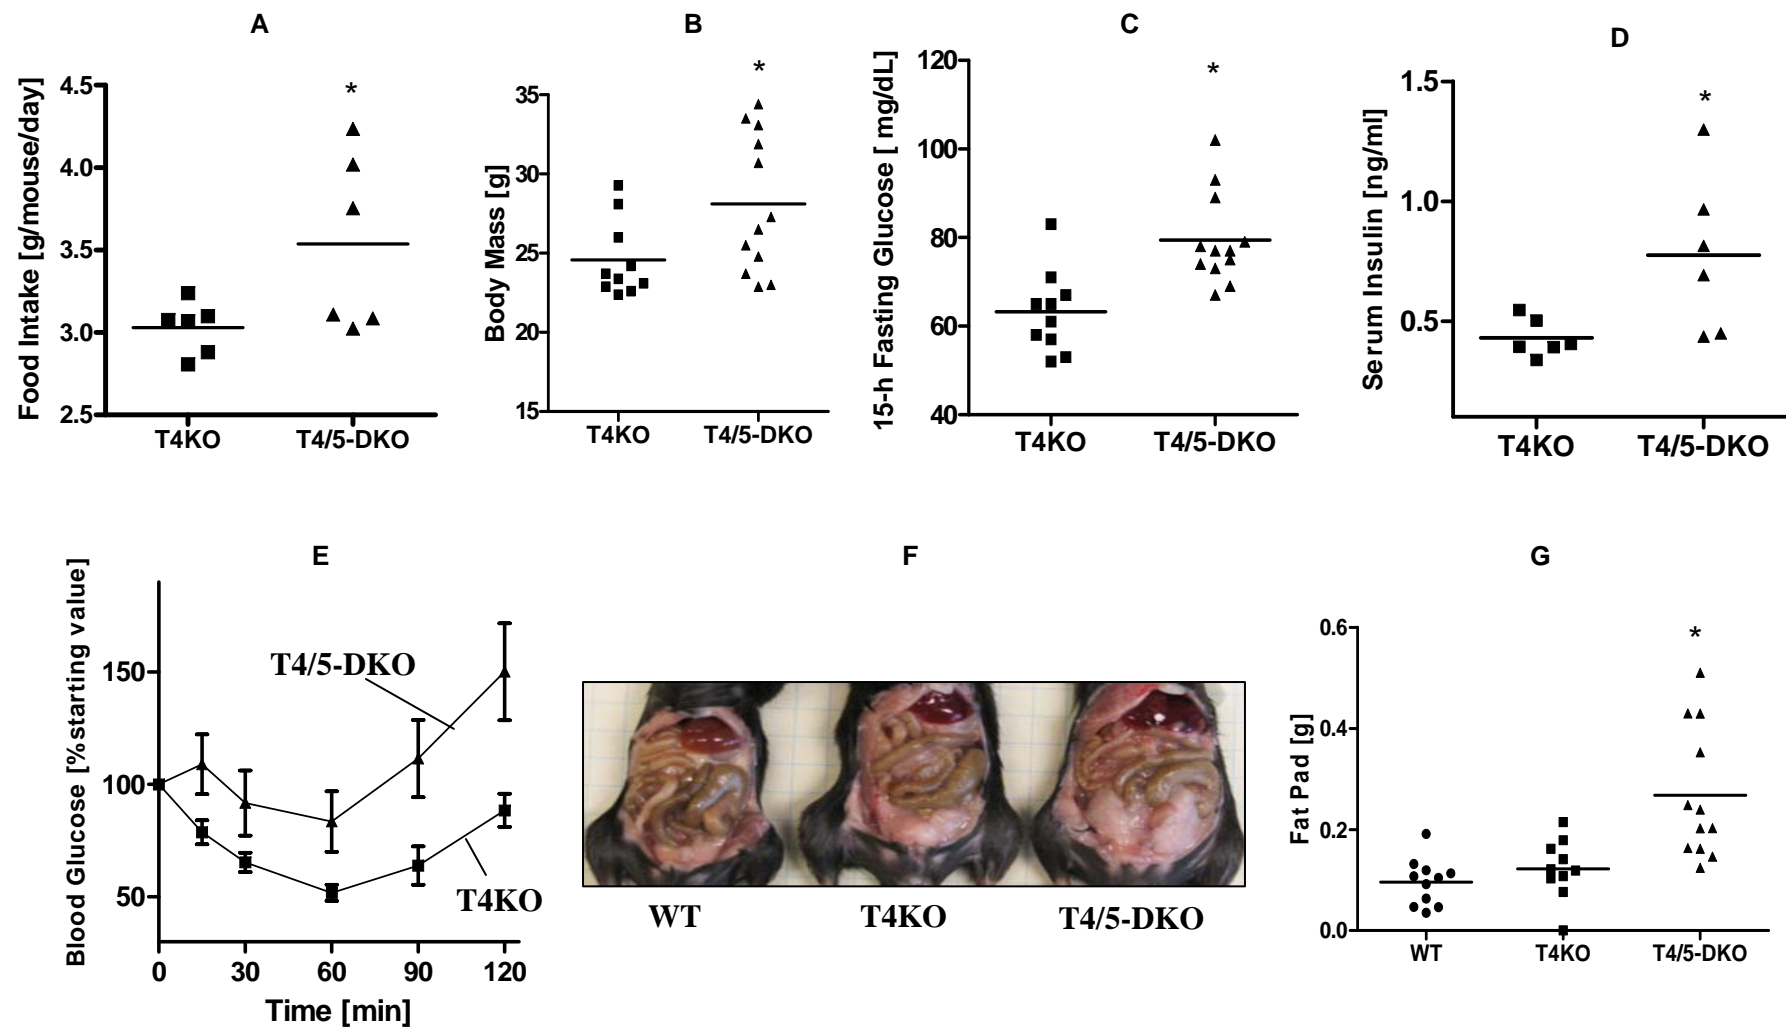 A
Food Intake [g/mouse/day]
4.5
4.0
3.5
3.0
2.5
*
T4KO
T4/5-DKO
B
Body Mass [g]
35
30
25
20
15
*
T4KO
T4/5-DKO
C
15-h Fasting Glucose [ mg/dL]
120
100
80
60
40
*
T4KO
T4/5-DKO
D
Serum Insulin [ng/ml]
1.5
1.0
0.5
*
T4KO
T4/5-DKO
E
Blood Glucose [%starting value]
150
100
50
T4/5-DKO
T4KO
0 30 60 90 120
Time [min]
F
WT T4KO T4/5-DKO
G
Fat Pad [g]
0.6
0.4
0.2
0.0
*
WT T4KO T4/5-DKO